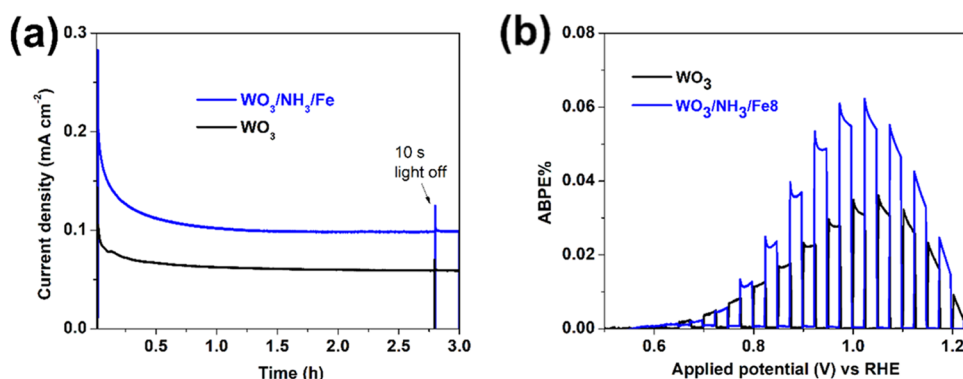 (a)
Current density (mA cm⁻²)
0.3
0.2
0.1
0.0
WO₃/NH₃/Fe
WO₃
10 s
light off
0.5 1.0 1.5 2.0 2.5 3.0
Time (h)
(b)
ABPE%
0.08
0.06
0.04
0.02
0.00
WO₃
WO₃/NH₃/Fe8
0.6 0.8 1.0 1.2
Applied potential (V) vs RHE